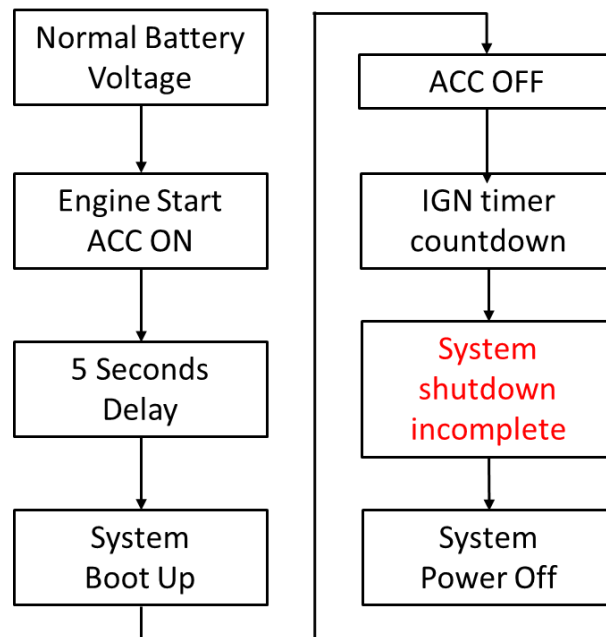 Normal Battery
Voltage
Engine Start
ACC ON
5 Seconds
Delay
System
Boot Up
ACC OFF
IGN timer
countdown
System
shutdown
incomplete
System
Power Off